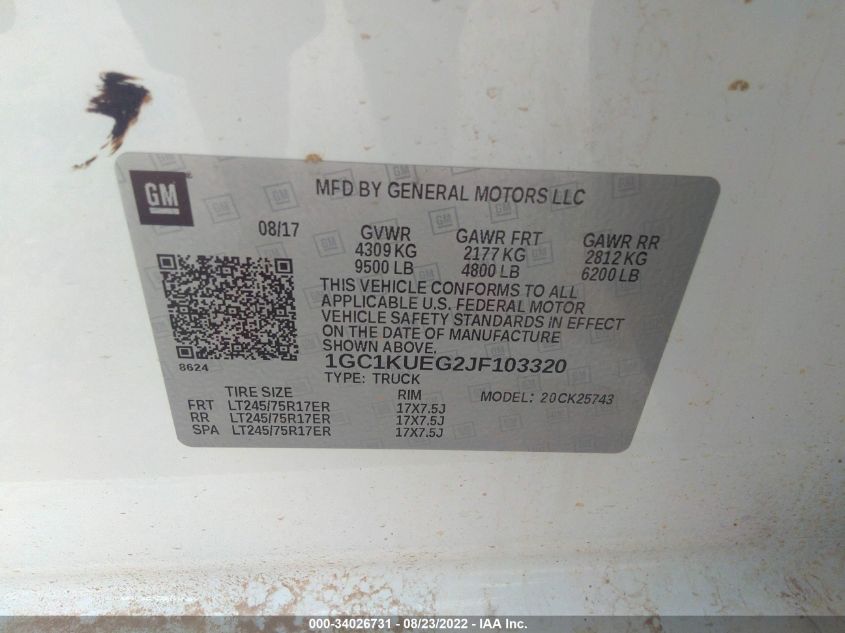 GM
MFD BY GENERAL MOTORS LLC
08/17 GVWR GAWR FRT GAWR RR
4309 KG 2177 KG 2812 KG
9500 LB 4800 LB 6200 LB
THIS VEHICLE CONFORMS TO ALL
APPLICABLE U.S. FEDERAL MOTOR
VEHICLE SAFETY STANDARDS IN EFFECT
ON THE DATE OF MANUFACTURE
SHOWN ABOVE.
8624 1GC1KUEG2JF103320
TYPE: TRUCK
TIRE SIZE RIM MODEL: 20CK25743
FRT LT245/75R17ER 17X7.5J
RR LT245/75R17ER 17X7.5J
SPA LT245/75R17ER 17X7.5J
000-34026731 - 08/23/2022 - IAA Inc.